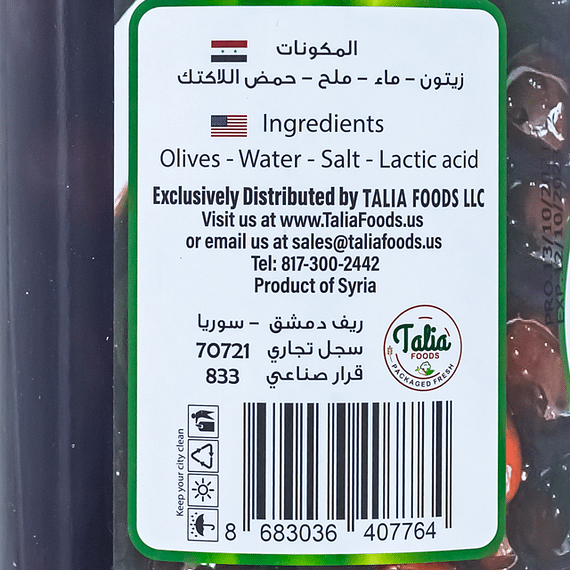 المكونات
زيتون - ماء - ملح - حمض اللاكتك
Ingredients
Olives - Water - Salt - Lactic acid
Exclusively Distributed by TALIA FOODS LLC
Visit us at www.TaliaFoods.us
or email us at sales@taliafoods.us
Tel: 817-300-2442
Product of Syria
ريف دمشق - سوريا
سجل تجاري 70721
قرار صناعي 833
Talia
FOODS
PACKAGED FRESH
Keep your city clean
8 683036 407764